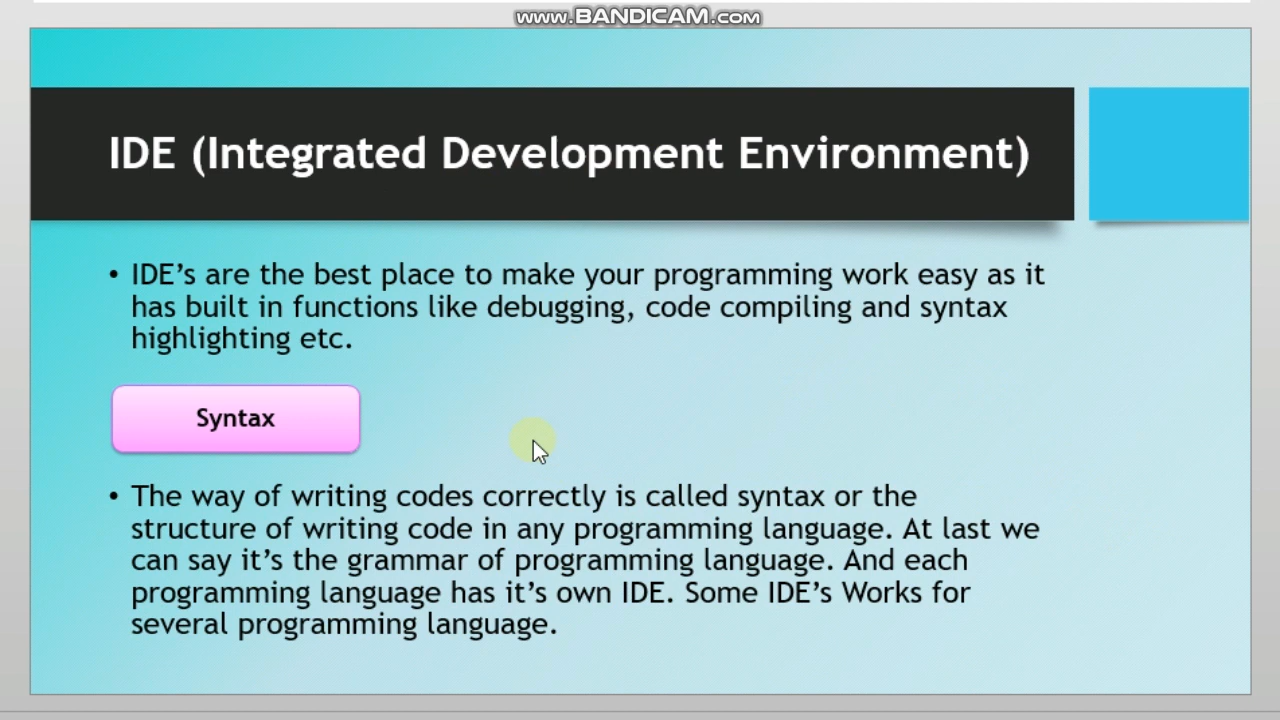 www.BANDICAM.com
IDE (Integrated Development Environment)
• IDE’s are the best place to make your programming work easy as it
has built in functions like debugging, code compiling and syntax
highlighting etc.
Syntax
• The way of writing codes correctly is called syntax or the
structure of writing code in any programming language. At last we
can say it’s the grammar of programming language. And each
programming language has it’s own IDE. Some IDE’s Works for
several programming language.